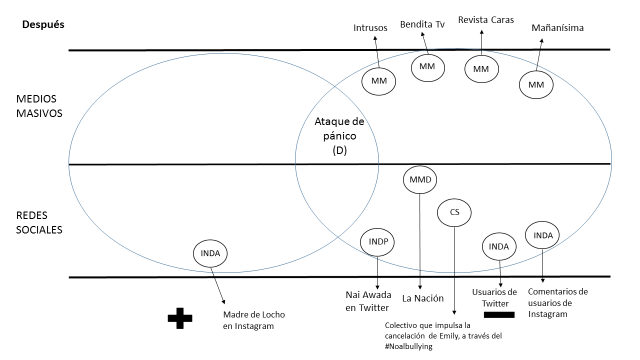 Después
Intrusos
Bendita Tv
Revista Caras
Mañanísima
MM
MM
MM
MM
MEDIOS
MASIVOS
Ataque de
pánico
(D)
REDES
SOCIALES
MMD
CS
INDA
INDP
INDA
INDA
Madre de Locho
en Instagram
Nai Awada
en Twitter
La Nación
Colectivo que impulsa la
cancelación de Emily, a través del
#Noalbullying
Usuarios de
Twitter
Comentarios de
usuarios de
Instagram